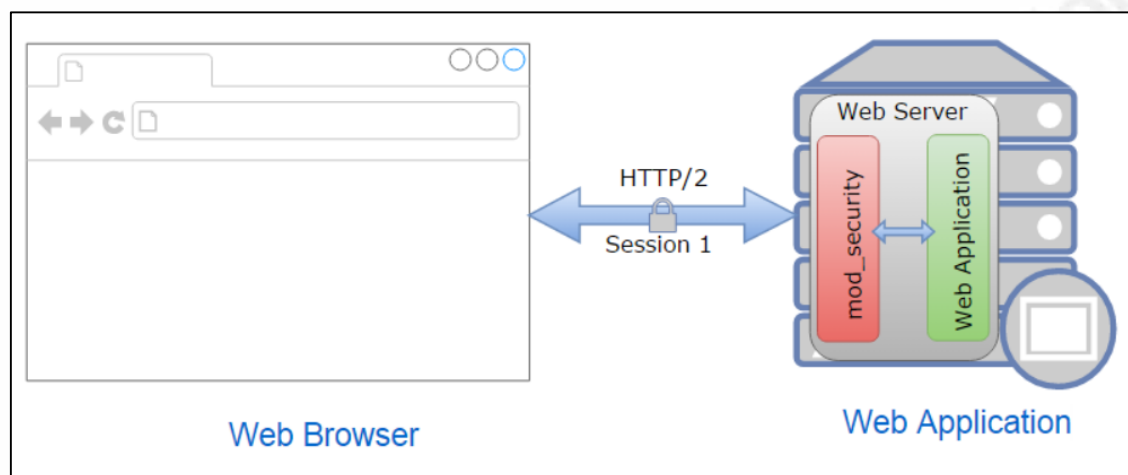 Web Server
HTTP/2
Session 1
mod_security
Web Application
Web Browser
Web Application